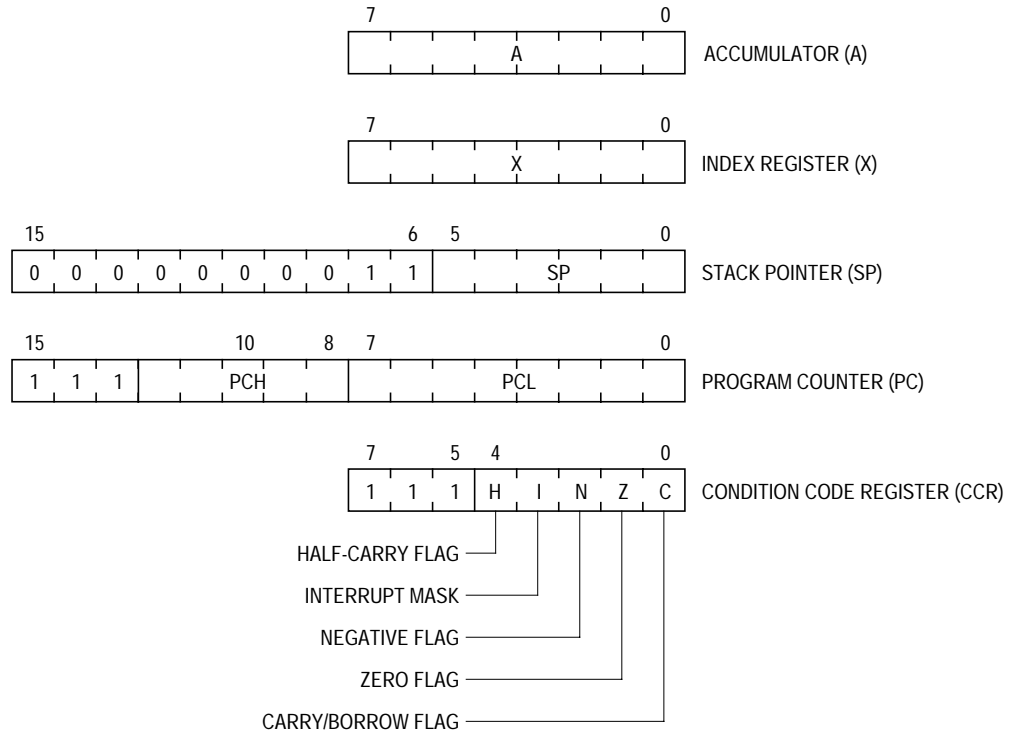 7 0
A ACCUMULATOR (A)
7 0
X INDEX REGISTER (X)
15 6 5 0
0 0 0 0 0 0 0 0 1 1 SP STACK POINTER (SP)
15 10 8 7 0
1 1 1 PCH PCL PROGRAM COUNTER (PC)
7 5 4 0
1 1 1 H I N Z C CONDITION CODE REGISTER (CCR)
HALF-CARRY FLAG
INTERRUPT MASK
NEGATIVE FLAG
ZERO FLAG
CARRY/BORROW FLAG